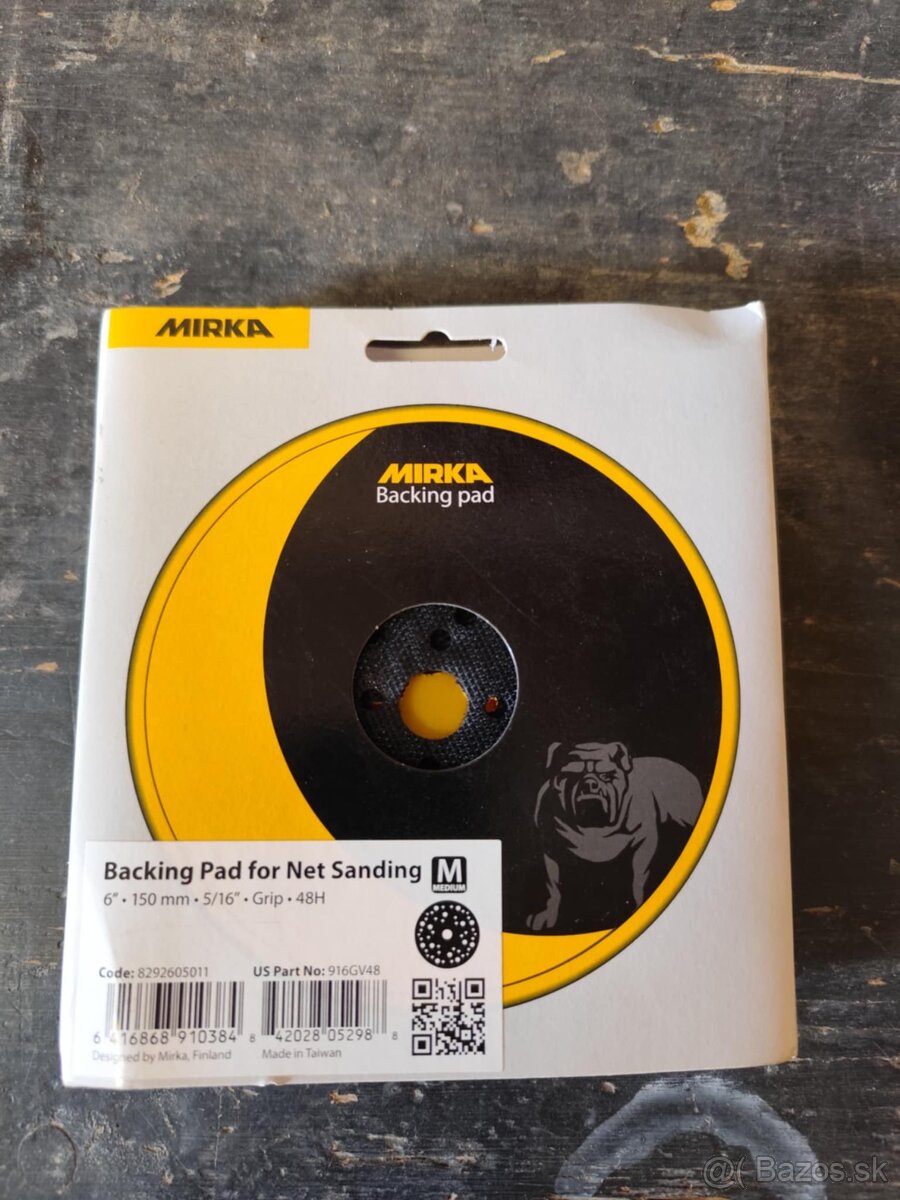 MIRKA
MIRKA
Backing pad
Backing Pad for Net Sanding M
MEDIUM
6" • 150 mm • 5/16" • Grip • 48H
Code: 8292605011 US Part No: 916GV48
6 416868 910384 8 42028 05298 8
Designed by Mirka, Finland Made in Taiwan
@( Bazos.sk